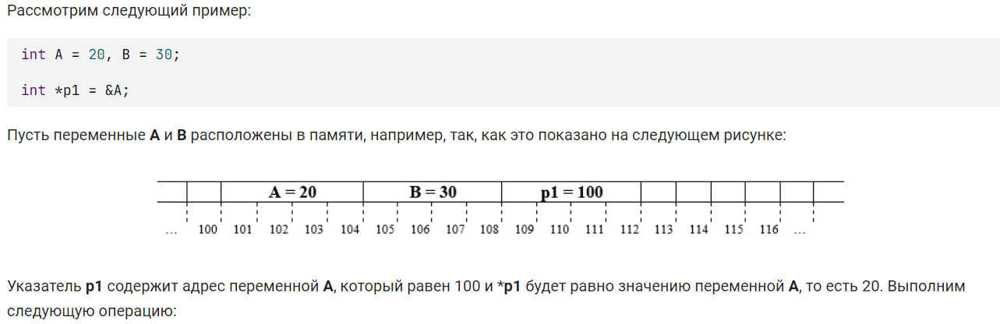 Рассмотрим следующий пример:
int A = 20, B = 30;
int *p1 = &A;
Пусть переменные A и B расположены в памяти, например, так, как это показано на следующем рисунке:
A = 20 B = 30 p1 = 100
... 100 101 102 103 104 105 106 107 108 109 110 111 112 113 114 115 116 ...
Указатель p1 содержит адрес переменной A, который равен 100 и *p1 будет равно значению переменной A, то есть 20. Выполним
следующую операцию: